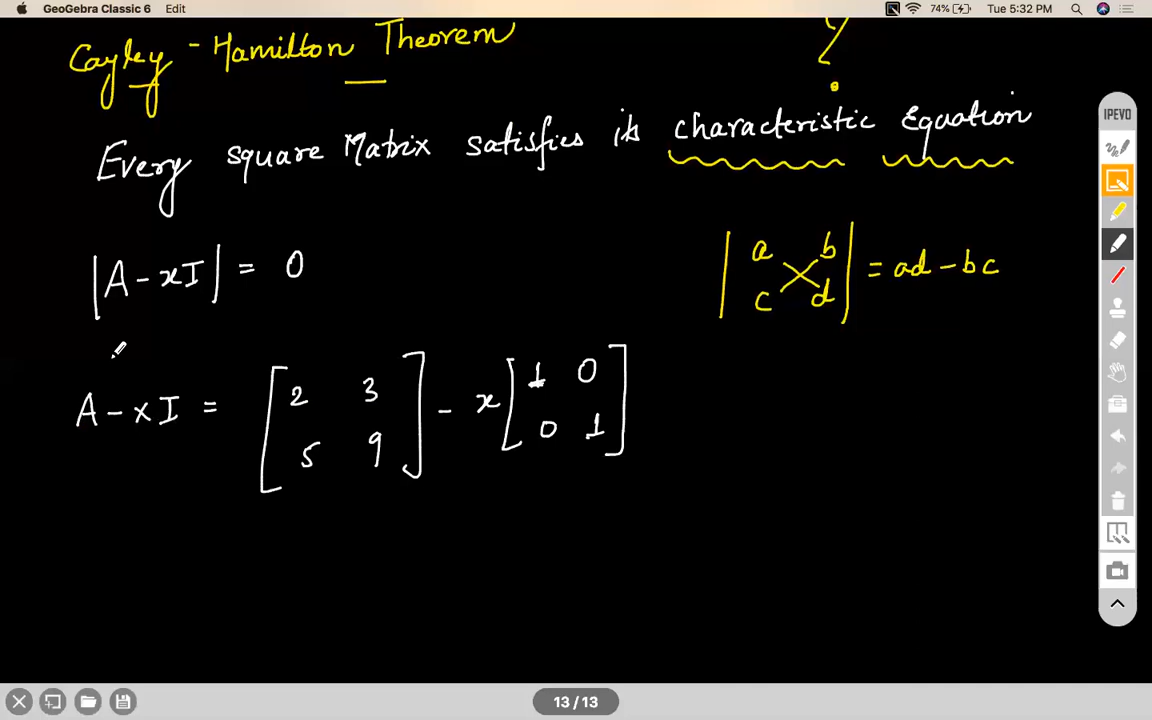 GeoGebra Classic 6 Edit 74% Tue 5:32 PM
Cayley - Hamilton Theorem ?
Every square Matrix satisfies its characteristic Equation
|A - xI| = 0
| a b |
| c d | = ad - bc
A - xI = [ 2 3 ] - x [ 1 0 ]
[ 5 9 ] [ 0 1 ]
IPEVO
13 / 13